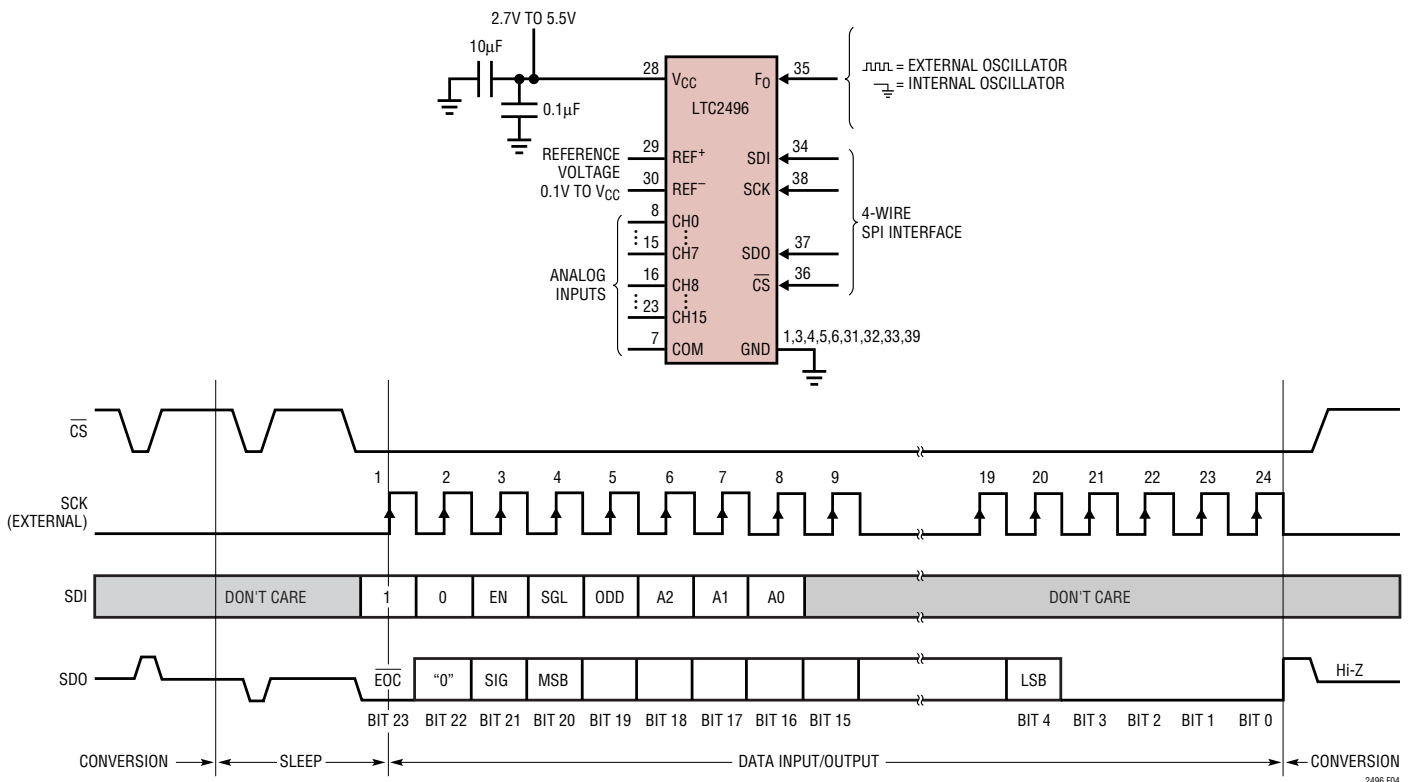 2.7V TO 5.5V
10µF
0.1µF
28
VCC
LTC2496
FO
35
= EXTERNAL OSCILLATOR
= INTERNAL OSCILLATOR
REFERENCE
VOLTAGE
0.1V TO VCC
29
REF+
30
REF−
SDI
34
SCK
38
4-WIRE
SPI INTERFACE
SDO
37
CS
36
ANALOG
INPUTS
8
CH0
15
CH7
16
CH8
23
CH15
7
COM
GND
1,3,4,5,6,31,32,33,39
CS
1 2 3 4 5 6 7 8 9 19 20 21 22 23 24
SCK
(EXTERNAL)
SDI DON'T CARE 1 0 EN SGL ODD A2 A1 A0 DON'T CARE
SDO EOC "0" SIG MSB LSB Hi-Z
BIT 23 BIT 22 BIT 21 BIT 20 BIT 19 BIT 18 BIT 17 BIT 16 BIT 15 BIT 4 BIT 3 BIT 2 BIT 1 BIT 0
CONVERSION SLEEP DATA INPUT/OUTPUT CONVERSION
2496 F04